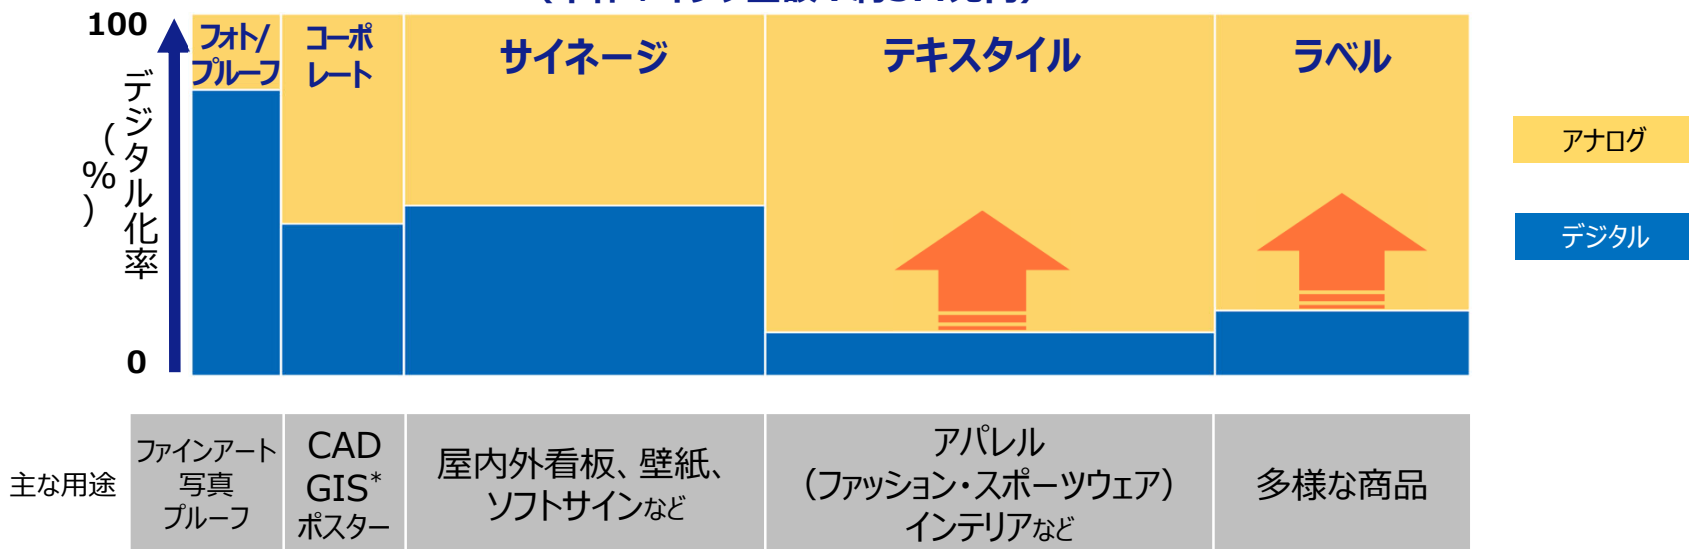 100
フォト/
プルーフ
コーポ
レート
サイネージ
テキスタイル
ラベル
デジタル化率
(%)
0
アナログ
デジタル
主な用途
ファインアート
写真
プルーフ
CAD
GIS*
ポスター
屋内外看板、壁紙、
ソフトサインなど
アパレル
（ファッション・スポーツウェア）
インテリアなど
多様な商品